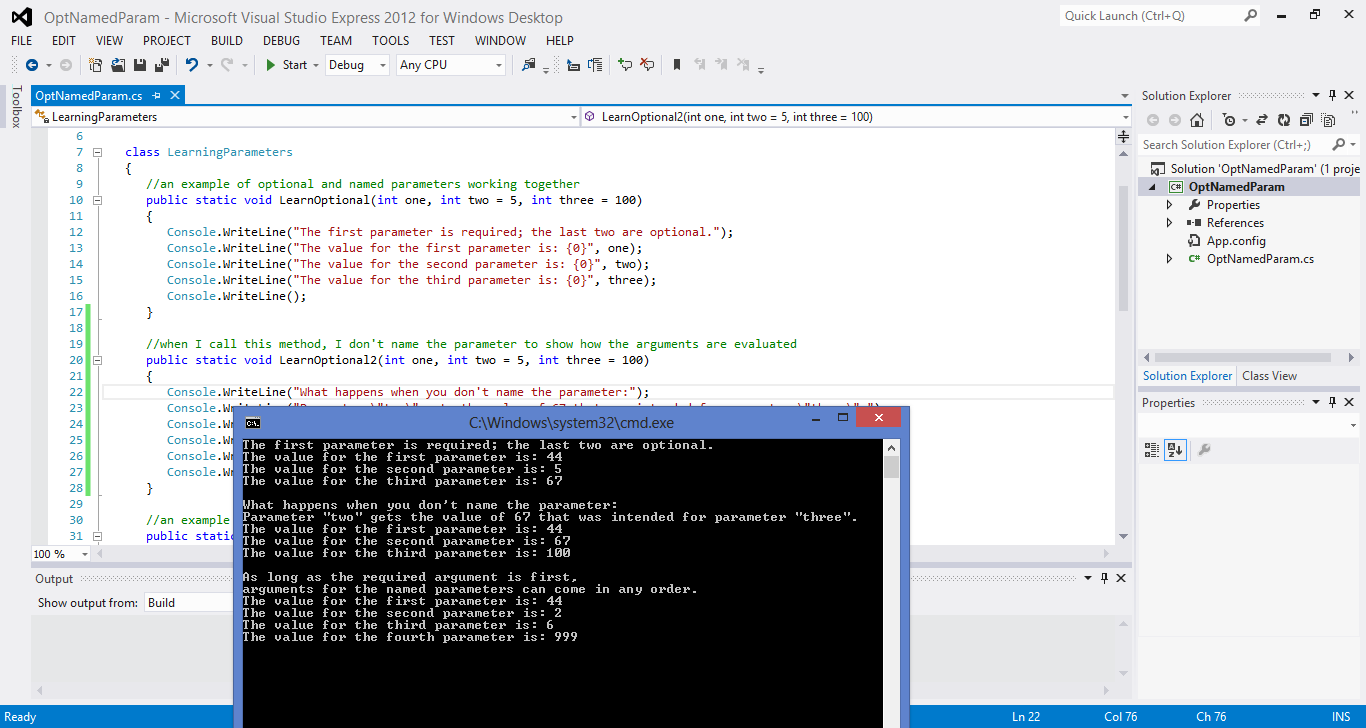 OptNamedParam - Microsoft Visual Studio Express 2012 for Windows Desktop
Quick Launch (Ctrl+Q)
FILE EDIT VIEW PROJECT BUILD DEBUG TEAM TOOLS TEST WINDOW HELP
Start Debug Any CPU
Toolbox
OptNamedParam.cs
LearningParameters
LearnOptional2(int one, int two = 5, int three = 100)
6
7 class LearningParameters
8 {
9 //an example of optional and named parameters working together
10 public static void LearnOptional(int one, int two = 5, int three = 100)
11 {
12 Console.WriteLine("The first parameter is required; the last two are optional.");
13 Console.WriteLine("The value for the first parameter is: {0}", one);
14 Console.WriteLine("The value for the second parameter is: {0}", two);
15 Console.WriteLine("The value for the third parameter is: {0}", three);
16 Console.WriteLine();
17 }
18
19 //when I call this method, I don't name the parameter to show how the arguments are evaluated
20 public static void LearnOptional2(int one, int two = 5, int three = 100)
21 {
22 Console.WriteLine("What happens when you don't name the parameter:");
23
24
25
26
27
28 }
29
30 //an example
31 public stati
100 %
C:\Windows\system32\cmd.exe
The first parameter is required; the last two are optional.
The value for the first parameter is: 44
The value for the second parameter is: 5
The value for the third parameter is: 67
What happens when you don't name the parameter:
Parameter "two" gets the value of 67 that was intended for parameter "three".
The value for the first parameter is: 44
The value for the second parameter is: 67
The value for the third parameter is: 100
As long as the required argument is first,
arguments for the named parameters can come in any order.
The value for the first parameter is: 44
The value for the second parameter is: 2
The value for the third parameter is: 6
The value for the fourth parameter is: 999
Output
Show output from: Build
Solution Explorer
Search Solution Explorer (Ctrl+;)
Solution 'OptNamedParam' (1 proje
OptNamedParam
Properties
References
App.config
OptNamedParam.cs
Solution Explorer Class View
Properties
Ready Ln 22 Col 76 Ch 76 INS